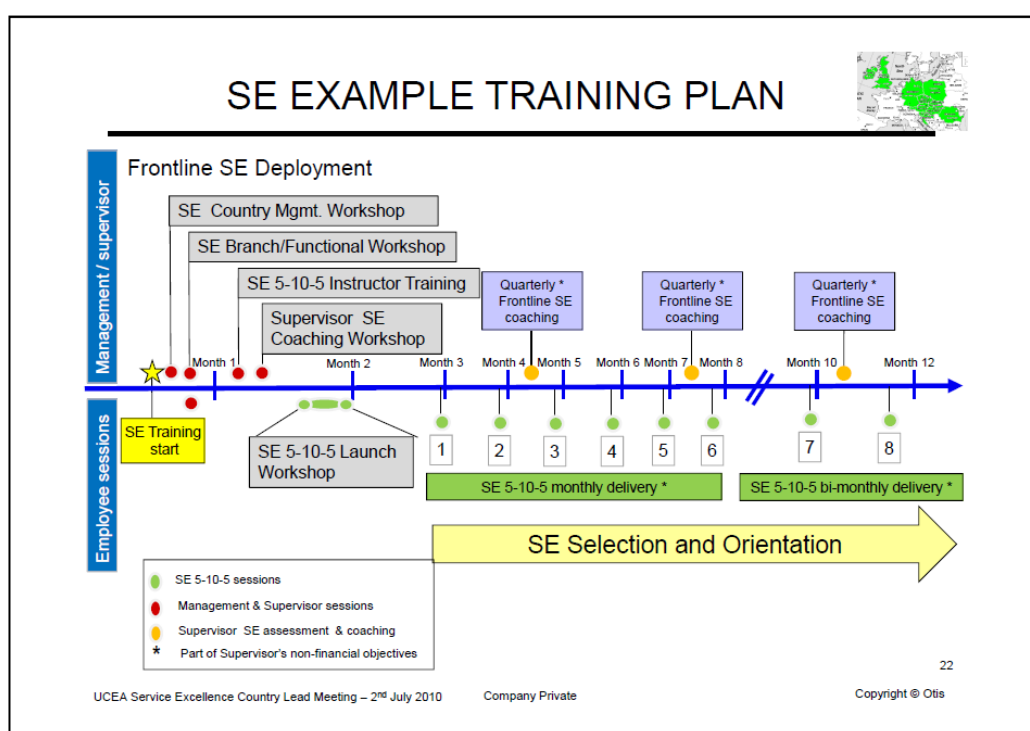 SE EXAMPLE TRAINING PLAN
Management / supervisor
Frontline SE Deployment
SE Country Mgmt. Workshop
SE Branch/Functional Workshop
SE 5-10-5 Instructor Training
Supervisor SE
Coaching Workshop
Quarterly *
Frontline SE
coaching
Quarterly *
Frontline SE
coaching
Quarterly *
Frontline SE
coaching
Month 1
Month 2
Month 3
Month 4
Month 5
Month 6
Month 7
Month 8
Month 10
Month 12
Employee sessions
SE Training
start
SE 5-10-5 Launch
Workshop
1
2
3
4
5
6
7
8
SE 5-10-5 monthly delivery *
SE 5-10-5 bi-monthly delivery *
SE Selection and Orientation
SE 5-10-5 sessions
Management & Supervisor sessions
Supervisor SE assessment & coaching
* Part of Supervisor's non-financial objectives
22
UCEA Service Excellence Country Lead Meeting – 2nd July 2010 Company Private Copyright © Otis